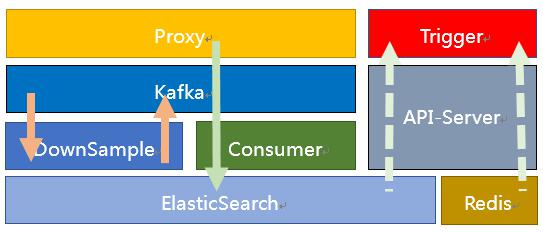 Proxy
Trigger
Kafka
API-Server
DownSample
Consumer
ElasticSearch
Redis